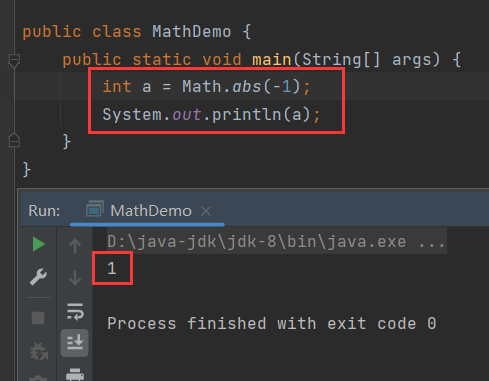 public class MathDemo {
    public static void main(String[] args) {
        int a = Math.abs(-1);
        System.out.println(a);
    }
}
Run: MathDemo ×
D:\java-jdk\jdk-8\bin\java.exe ...
1
Process finished with exit code 0